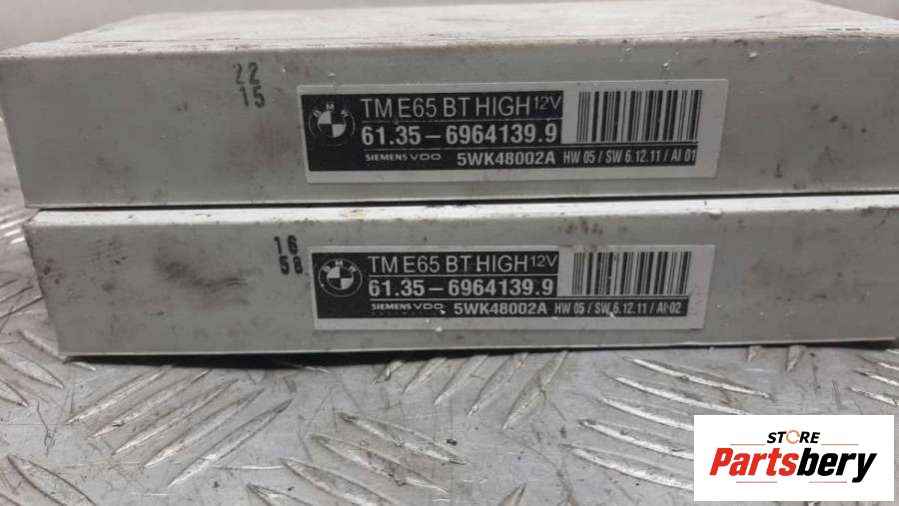 22
15
BMW
TM E65 BT HIGH 12V
61.35 - 6964139.9
SIEMENS VDO 5WK48002A HW 05 / SW 6.12.11 / AI 01
16
58
BMW
TM E65 BT HIGH 12V
61.35 - 6964139.9
SIEMENS VDO 5WK48002A HW 05 / SW 6.12.11 / AI-02
STORE
Partsbery